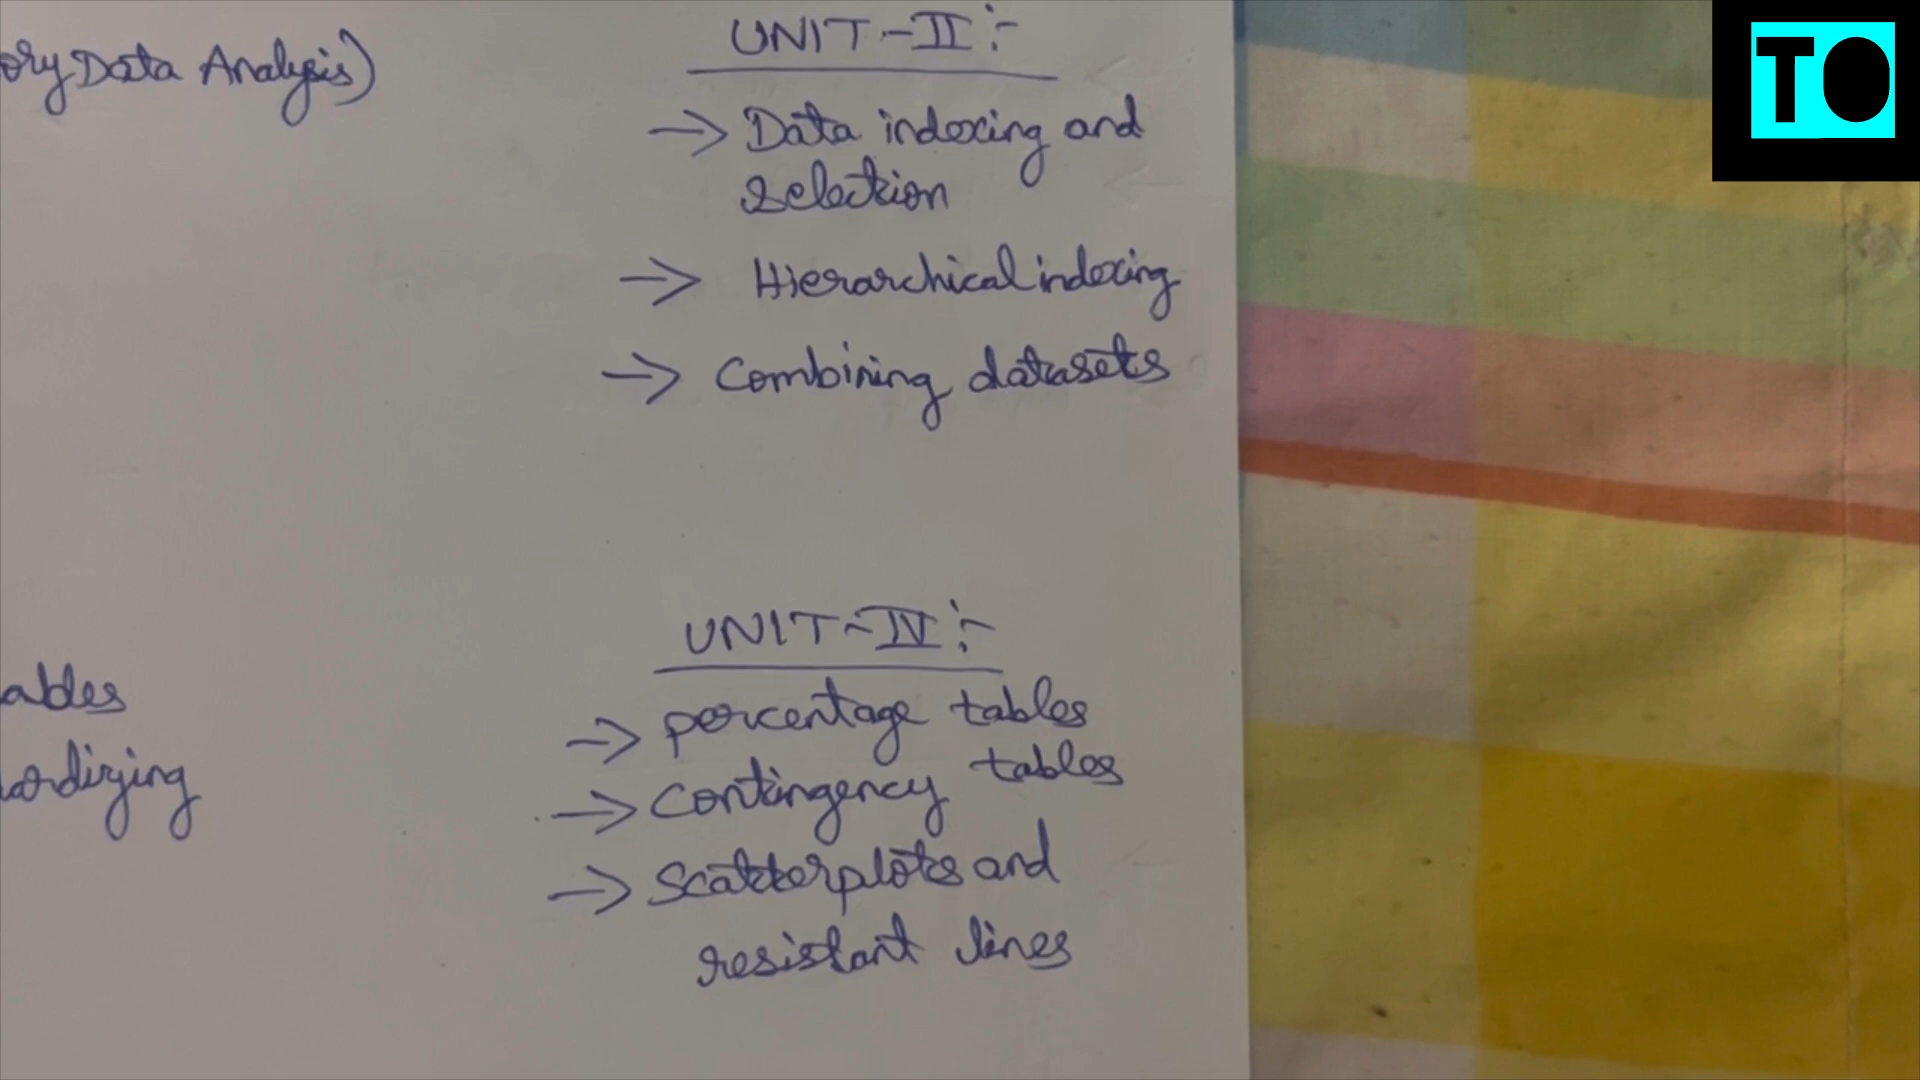 ory Data Analysis)
UNIT-II:-
→ Data indexing and
selection
→ Hierarchical indexing
→ Combining datasets
ables
ardizing
UNIT-IV:-
→ percentage tables
→ Contingency tables
→ Scatterplots and
resistant lines
TO